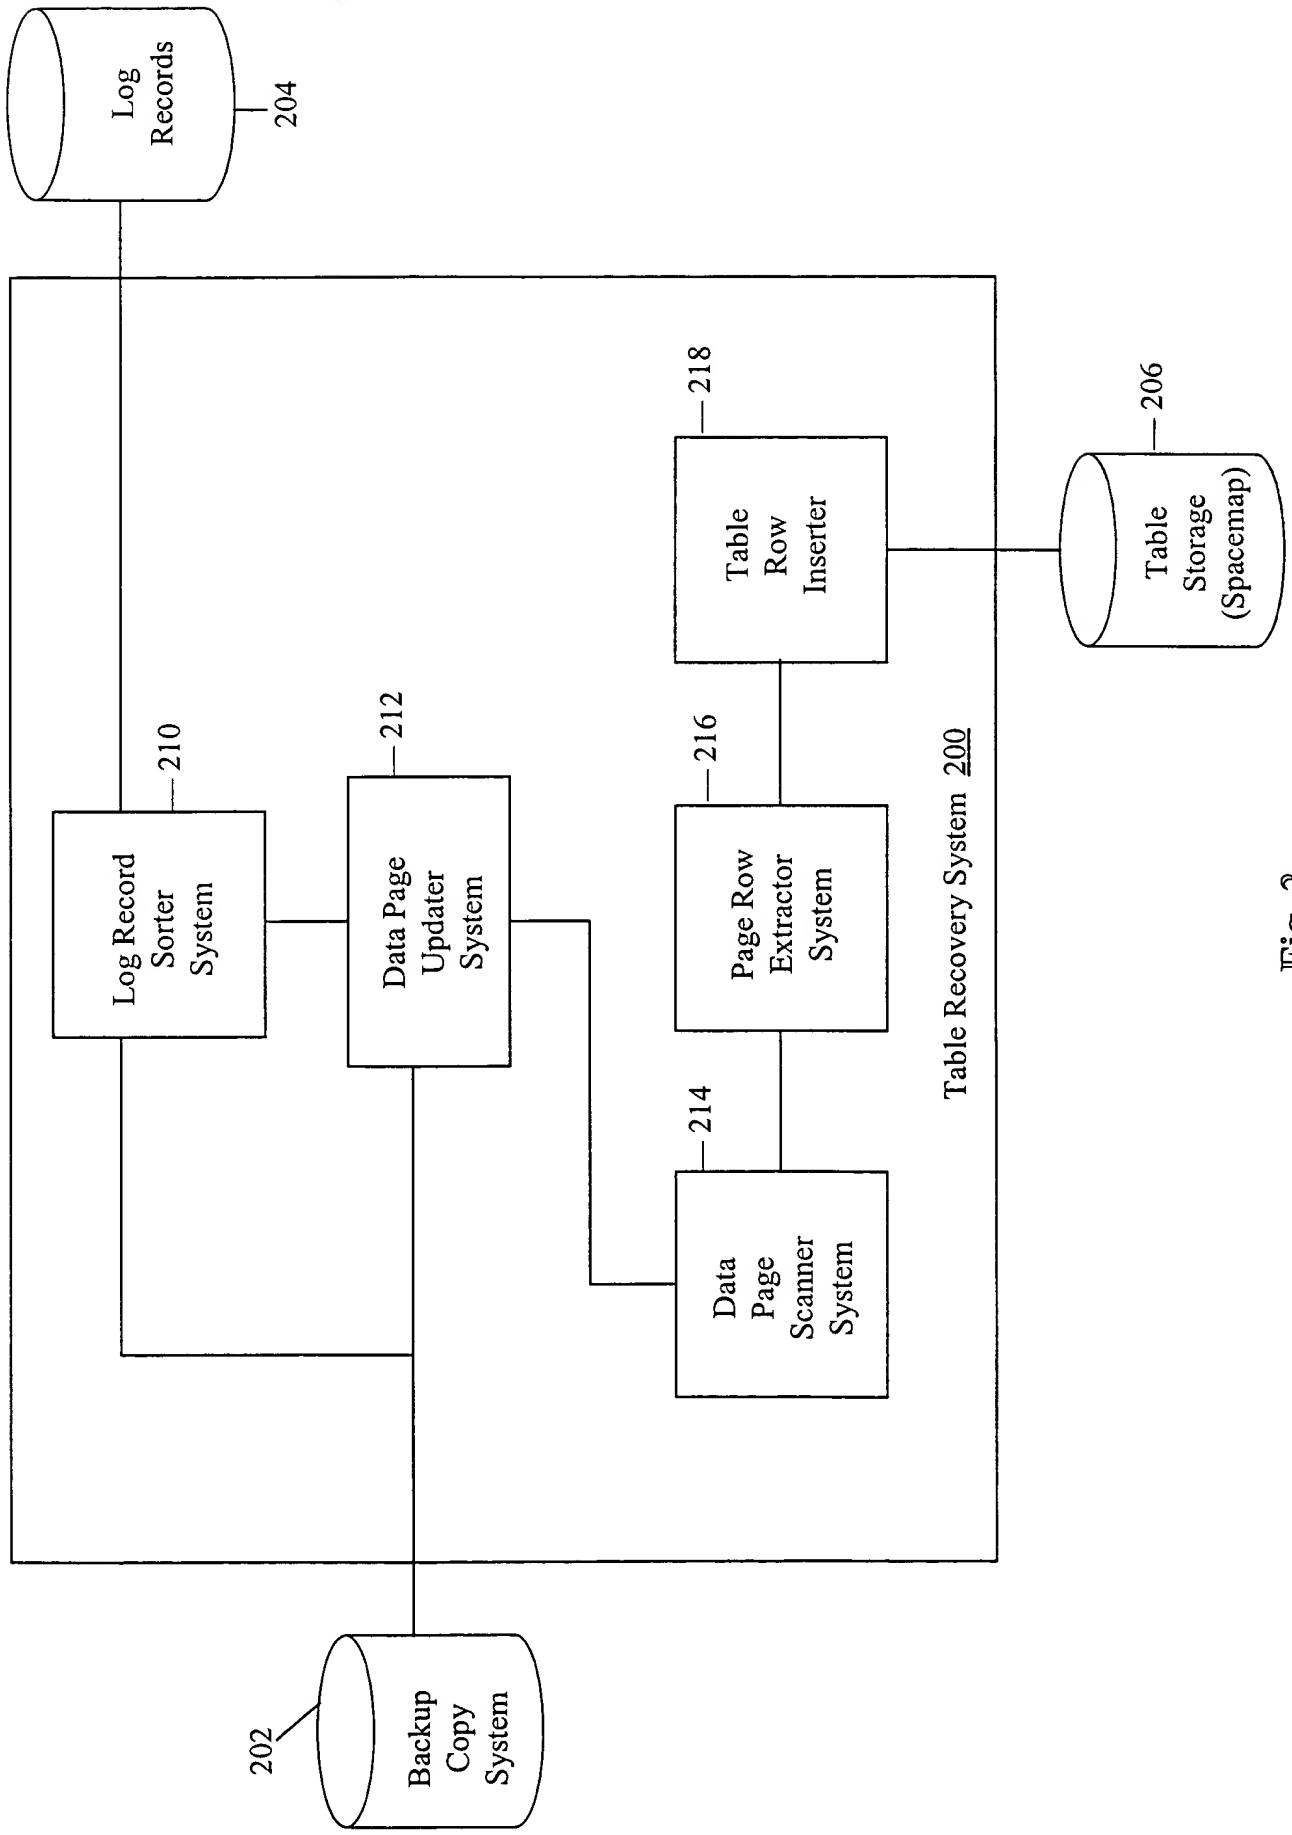 Log
Records
204
210
Log Record
Sorter
System
212
Data Page
Updater
System
202
Backup
Copy
System
214
Data
Page
Scanner
System
216
Page Row
Extractor
System
218
Table
Row
Inserter
Table Recovery System 200
206
Table
Storage
(Spacemap)